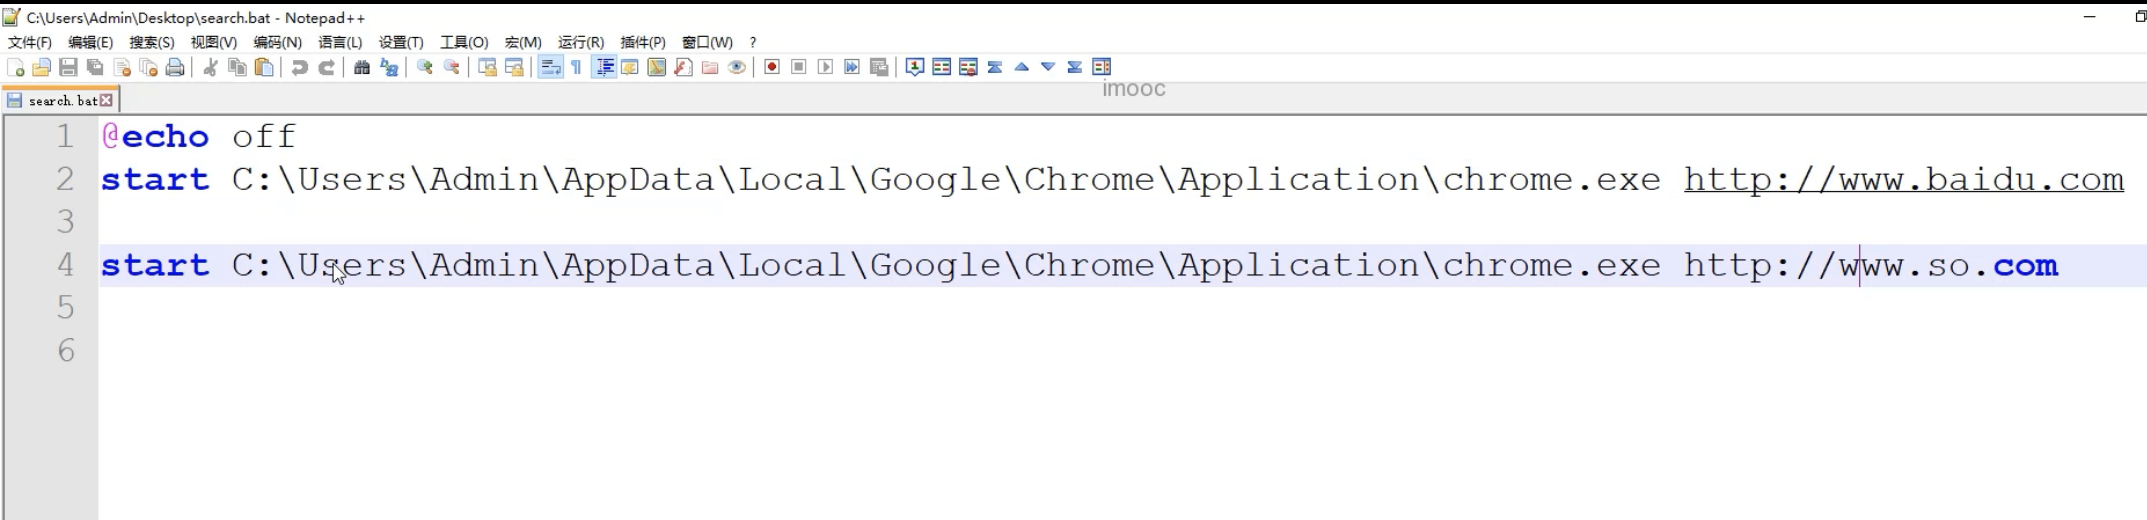 C:\Users\Admin\Desktop\search.bat - Notepad++
文件(F) 编辑(E) 搜索(S) 视图(V) 编码(N) 语言(L) 设置(T) 工具(O) 宏(M) 运行(R) 插件(P) 窗口(W) ?
imooc
search.bat
1 @echo off
2 start C:\Users\Admin\AppData\Local\Google\Chrome\Application\chrome.exe http://www.baidu.com
3
4 start C:\Users\Admin\AppData\Local\Google\Chrome\Application\chrome.exe http://www.so.com
5
6